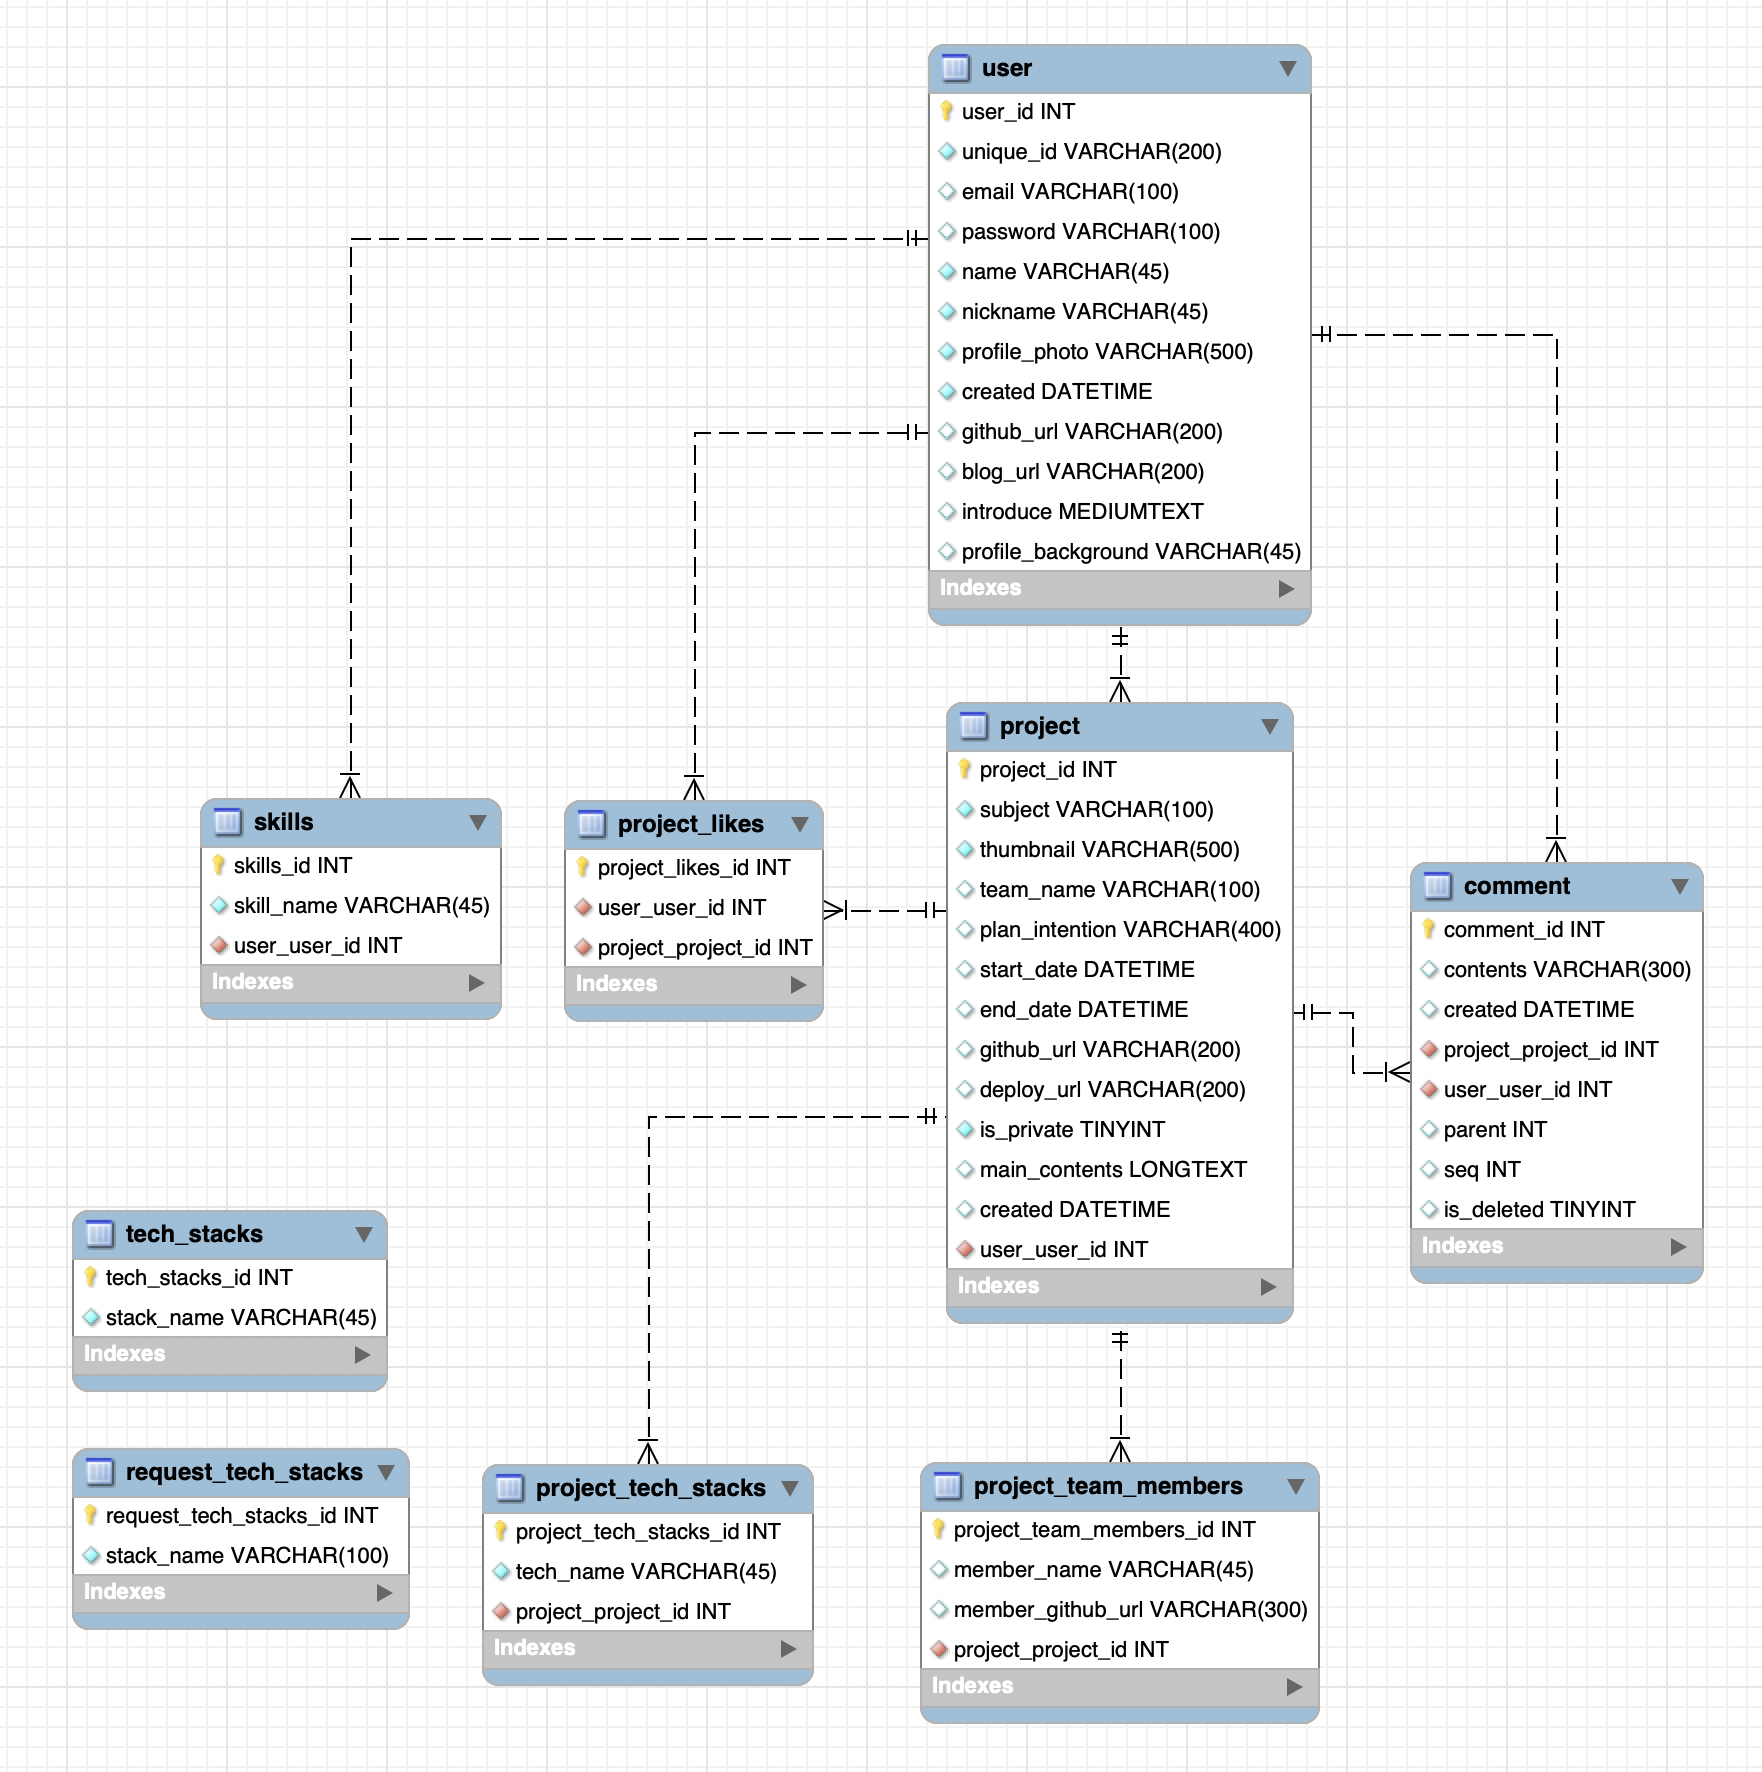 user
user_id INT
unique_id VARCHAR(200)
email VARCHAR(100)
password VARCHAR(100)
name VARCHAR(45)
nickname VARCHAR(45)
profile_photo VARCHAR(500)
created DATETIME
github_url VARCHAR(200)
blog_url VARCHAR(200)
introduce MEDIUMTEXT
profile_background VARCHAR(45)
Indexes
skills
skills_id INT
skill_name VARCHAR(45)
user_user_id INT
Indexes
project_likes
project_likes_id INT
user_user_id INT
project_project_id INT
Indexes
project
project_id INT
subject VARCHAR(100)
thumbnail VARCHAR(500)
team_name VARCHAR(100)
plan_intention VARCHAR(400)
start_date DATETIME
end_date DATETIME
github_url VARCHAR(200)
deploy_url VARCHAR(200)
is_private TINYINT
main_contents LONGTEXT
created DATETIME
user_user_id INT
Indexes
comment
comment_id INT
contents VARCHAR(300)
created DATETIME
project_project_id INT
user_user_id INT
parent INT
seq INT
is_deleted TINYINT
Indexes
tech_stacks
tech_stacks_id INT
stack_name VARCHAR(45)
Indexes
request_tech_stacks
request_tech_stacks_id INT
stack_name VARCHAR(100)
Indexes
project_tech_stacks
project_tech_stacks_id INT
tech_name VARCHAR(45)
project_project_id INT
Indexes
project_team_members
project_team_members_id INT
member_name VARCHAR(45)
member_github_url VARCHAR(300)
project_project_id INT
Indexes